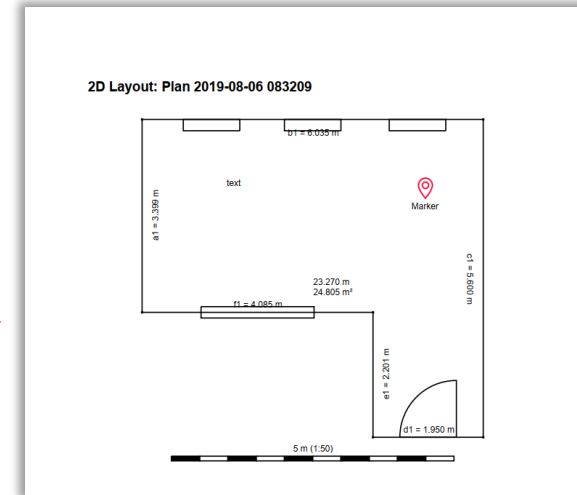 2D Layout: Plan 2019-08-06 083209
b1 = 6.035 m
text
Marker
a1 = 3.399 m
c1 = 5.600 m
23.270 m
24.805 m²
f1 = 4.085 m
e1 = 2.201 m
d1 = 1.950 m
5 m (1:50)